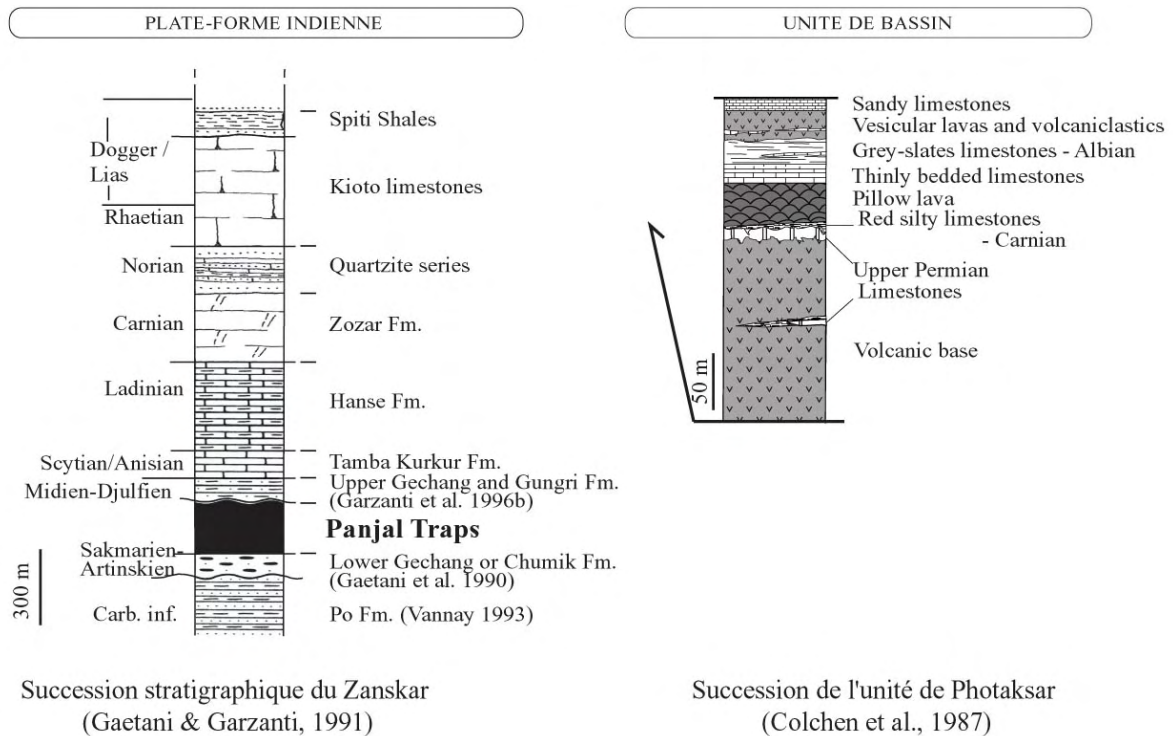 PLATE-FORME INDIENNE
Dogger /
Lias
Rhaetian
Norian
Carnian
Ladinian
Scytian/Anisian
Midien-Djulfien
Sakmarien-
Artinskien
Carb. inf.
300 m
Spiti Shales
Kioto limestones
Quartzite series
Zozar Fm.
Hanse Fm.
Tamba Kurkur Fm.
Upper Gechang and Gungri Fm.
(Garzanti et al. 1996b)
Panjal Traps
Lower Gechang or Chumik Fm.
(Gaetani et al. 1990)
Po Fm. (Vannay 1993)
Succession stratigraphique du Zanskar
(Gaetani & Garzanti, 1991)
UNITE DE BASSIN
Sandy limestones
Vesicular lavas and volcaniclastics
Grey-slates limestones - Albian
Thinly bedded limestones
Pillow lava
Red silty limestones
- Carnian
Upper Permian
Limestones
Volcanic base
50 m
Succession de l'unité de Photaksar
(Colchen et al., 1987)